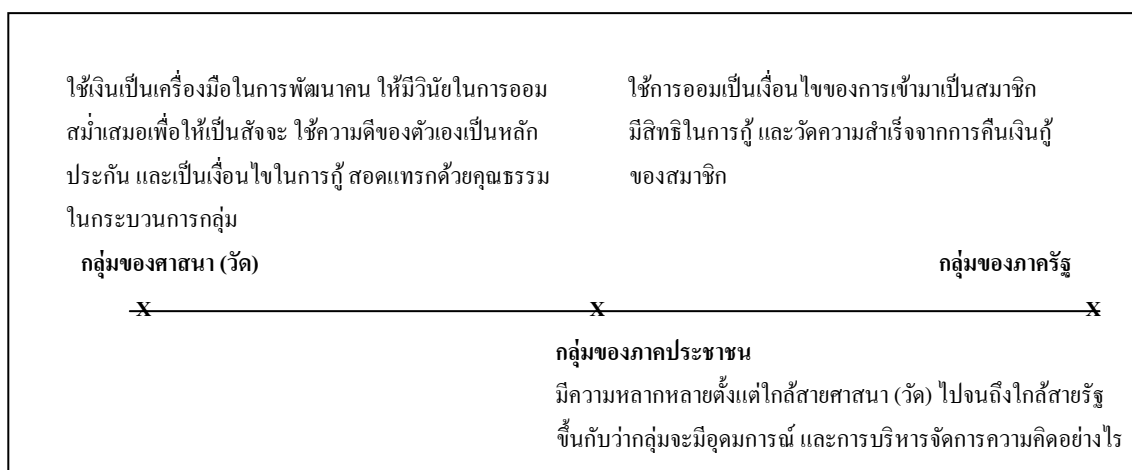 ใช้เงินเป็นเครื่องมือในการพัฒนาคน ให้มีวินัยในการออม
สม่ำเสมอเพื่อให้เป็นสัจจะ ใช้ความดีของตัวเองเป็นหลัก
ประกัน และเป็นเงื่อนไขในการกู้ สอดแทรกด้วยคุณธรรม
ในกระบวนการกลุ่ม
ใช้การออมเป็นเงื่อนไขของการเข้ามาเป็นสมาชิก
มีสิทธิในการกู้ และวัดความสำเร็จจากการคืนเงินกู้
ของสมาชิก
กลุ่มของศาสนา (วัด)
กลุ่มของภาครัฐ
X X X
กลุ่มของภาคประชาชน
มีความหลากหลายตั้งแต่ใกล้สายศาสนา (วัด) ไปจนถึงใกล้สายรัฐ
ขึ้นกับว่ากลุ่มจะมีอุดมการณ์ และการบริหารจัดการความคิดอย่างไร